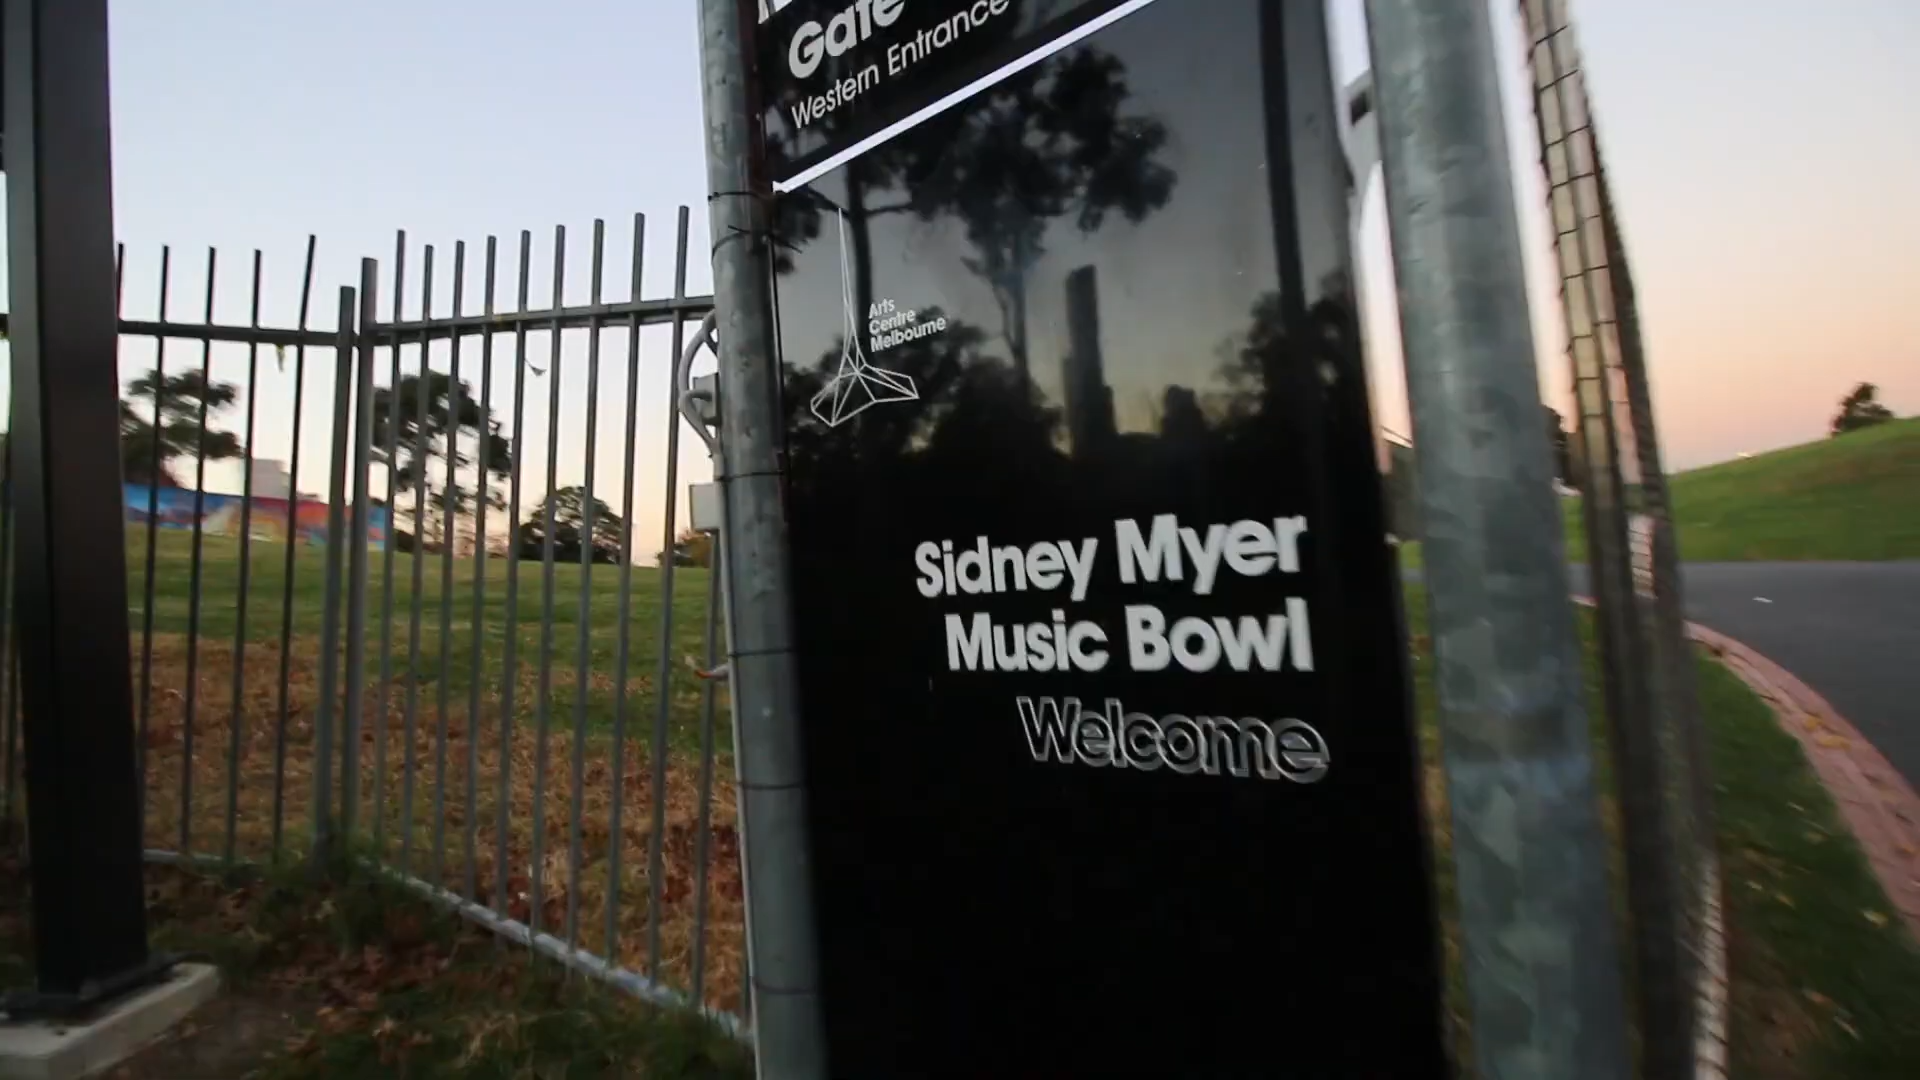 Gate
Western Entrance
Arts
Centre
Melbourne
Sidney Myer
Music Bowl
Welcome